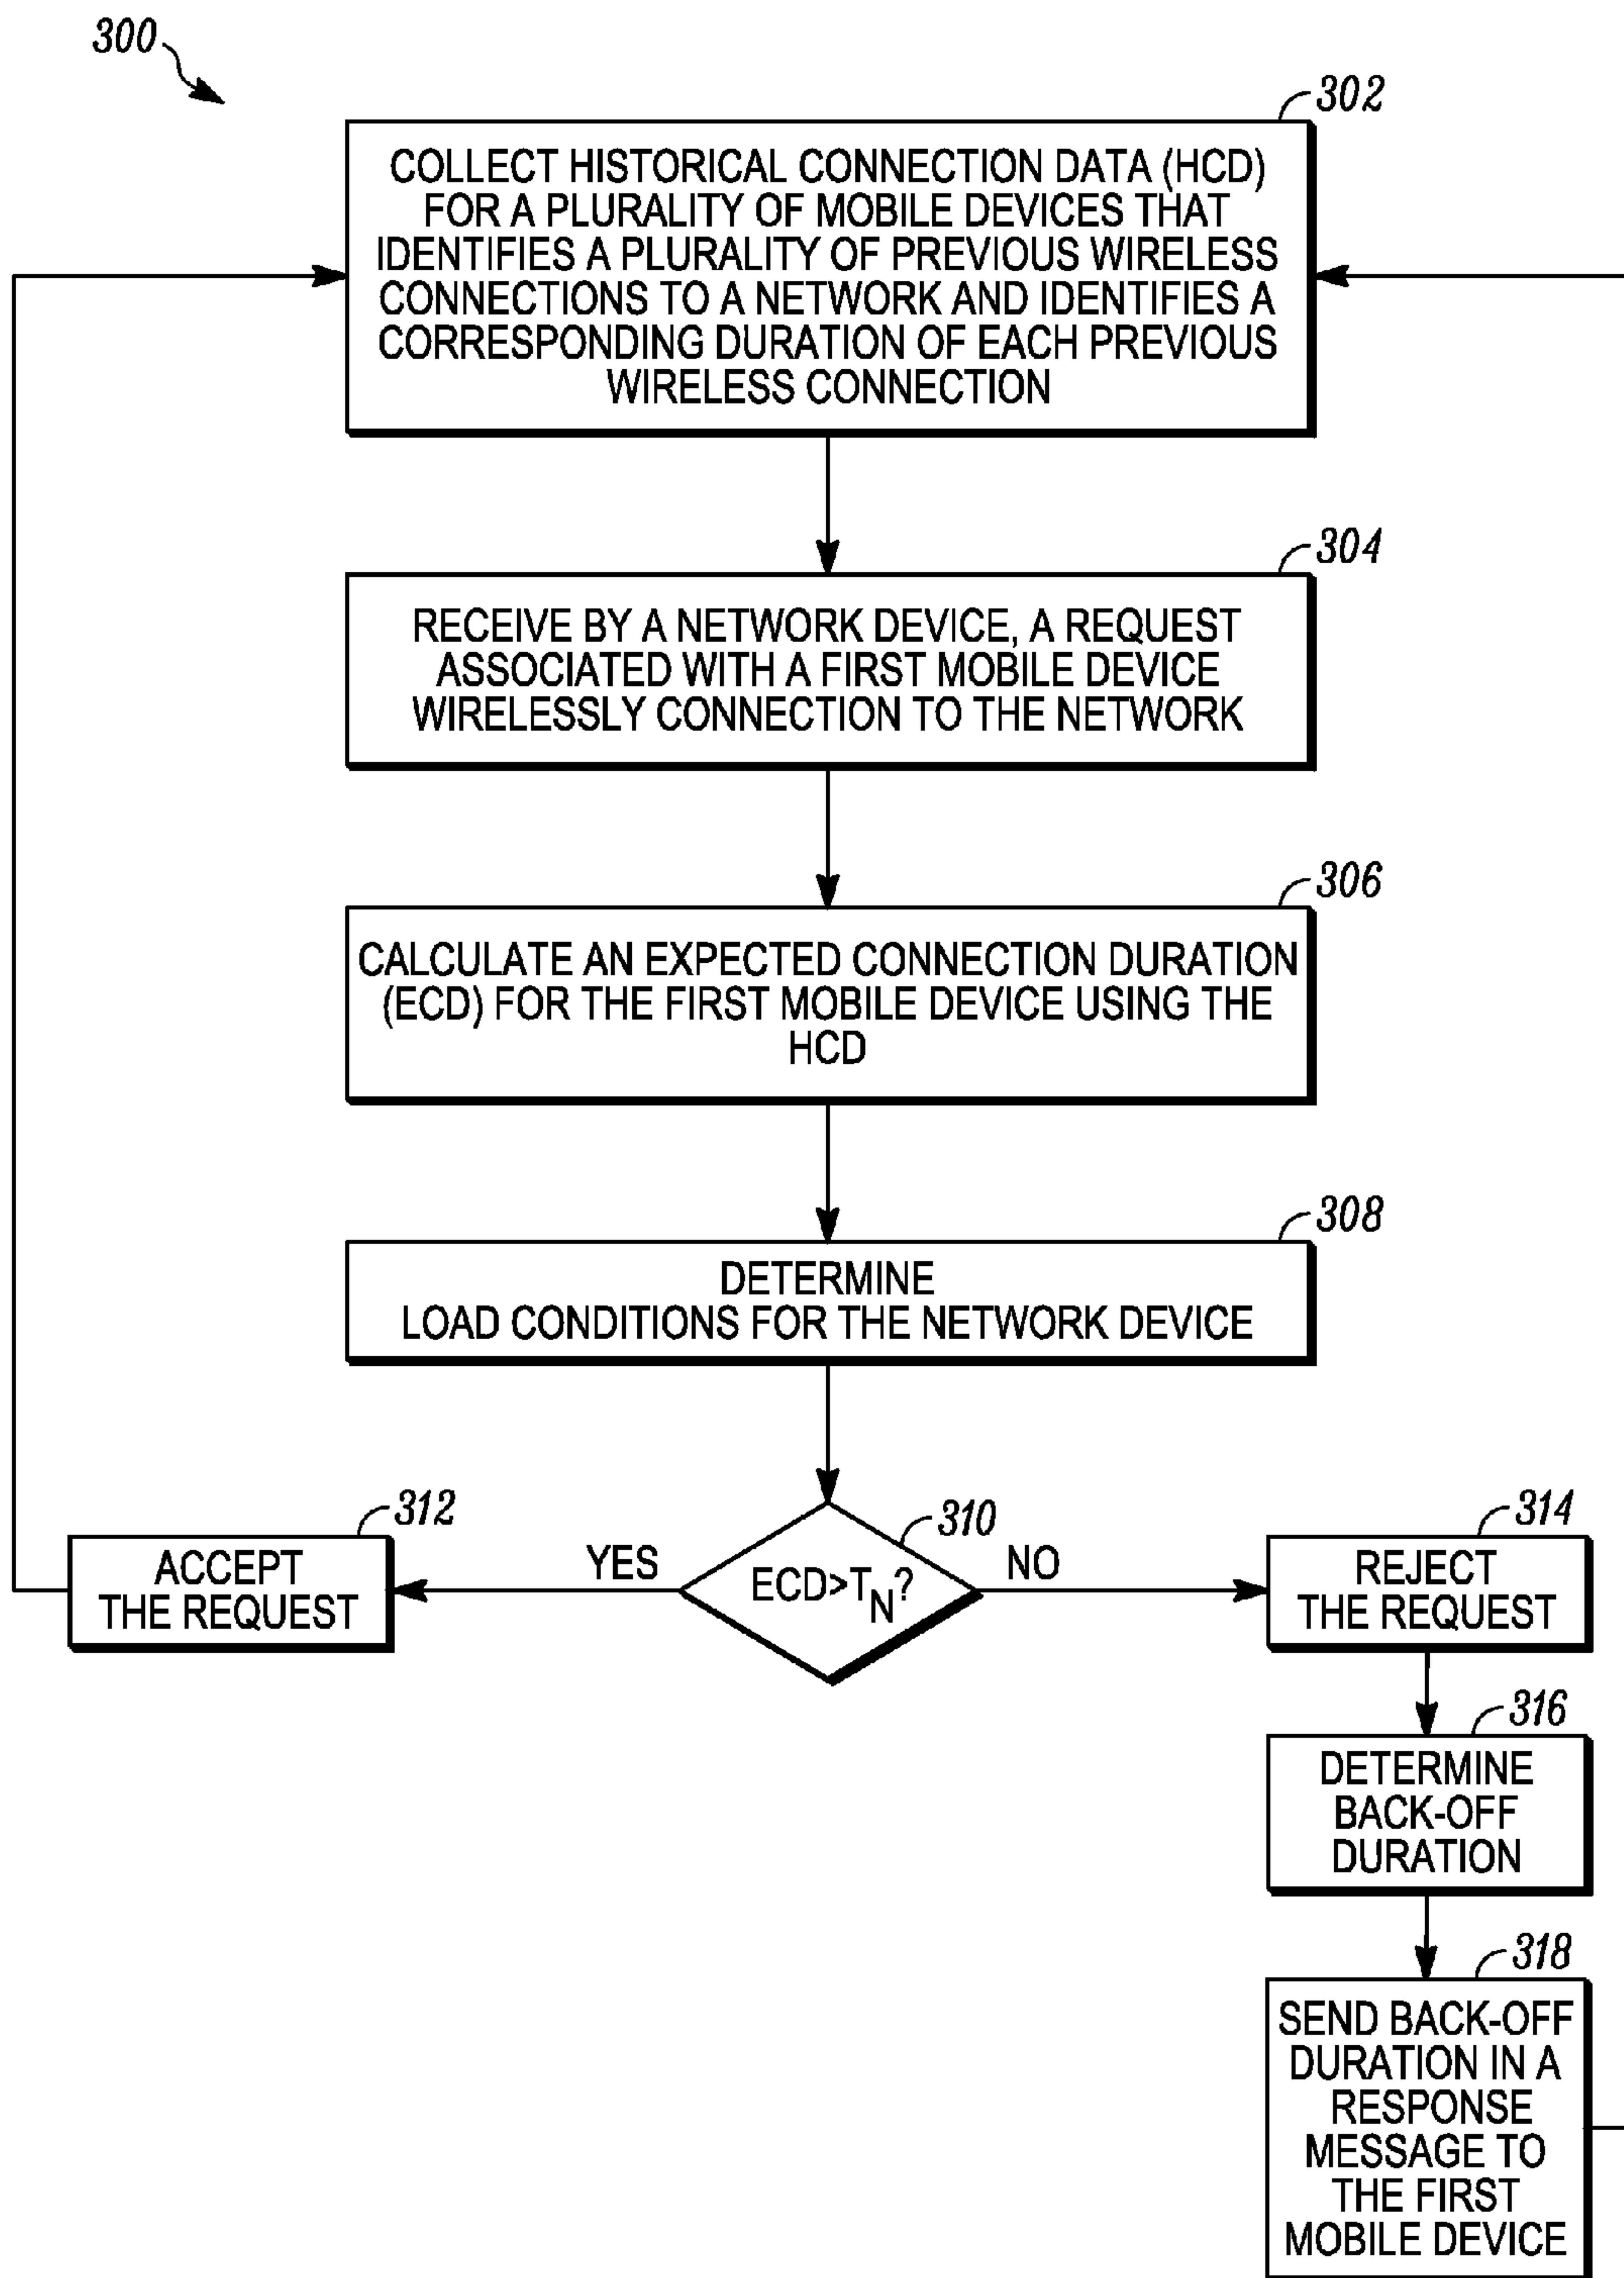 300
302
COLLECT HISTORICAL CONNECTION DATA (HCD)
FOR A PLURALITY OF MOBILE DEVICES THAT
IDENTIFIES A PLURALITY OF PREVIOUS WIRELESS
CONNECTIONS TO A NETWORK AND IDENTIFIES A
CORRESPONDING DURATION OF EACH PREVIOUS
WIRELESS CONNECTION
304
RECEIVE BY A NETWORK DEVICE, A REQUEST
ASSOCIATED WITH A FIRST MOBILE DEVICE
WIRELESSLY CONNECTION TO THE NETWORK
306
CALCULATE AN EXPECTED CONNECTION DURATION
(ECD) FOR THE FIRST MOBILE DEVICE USING THE
HCD
308
DETERMINE
LOAD CONDITIONS FOR THE NETWORK DEVICE
310
ECD>TN?
YES
NO
312
ACCEPT
THE REQUEST
314
REJECT
THE REQUEST
316
DETERMINE
BACK-OFF
DURATION
318
SEND BACK-OFF
DURATION IN A
RESPONSE
MESSAGE TO
THE FIRST
MOBILE DEVICE